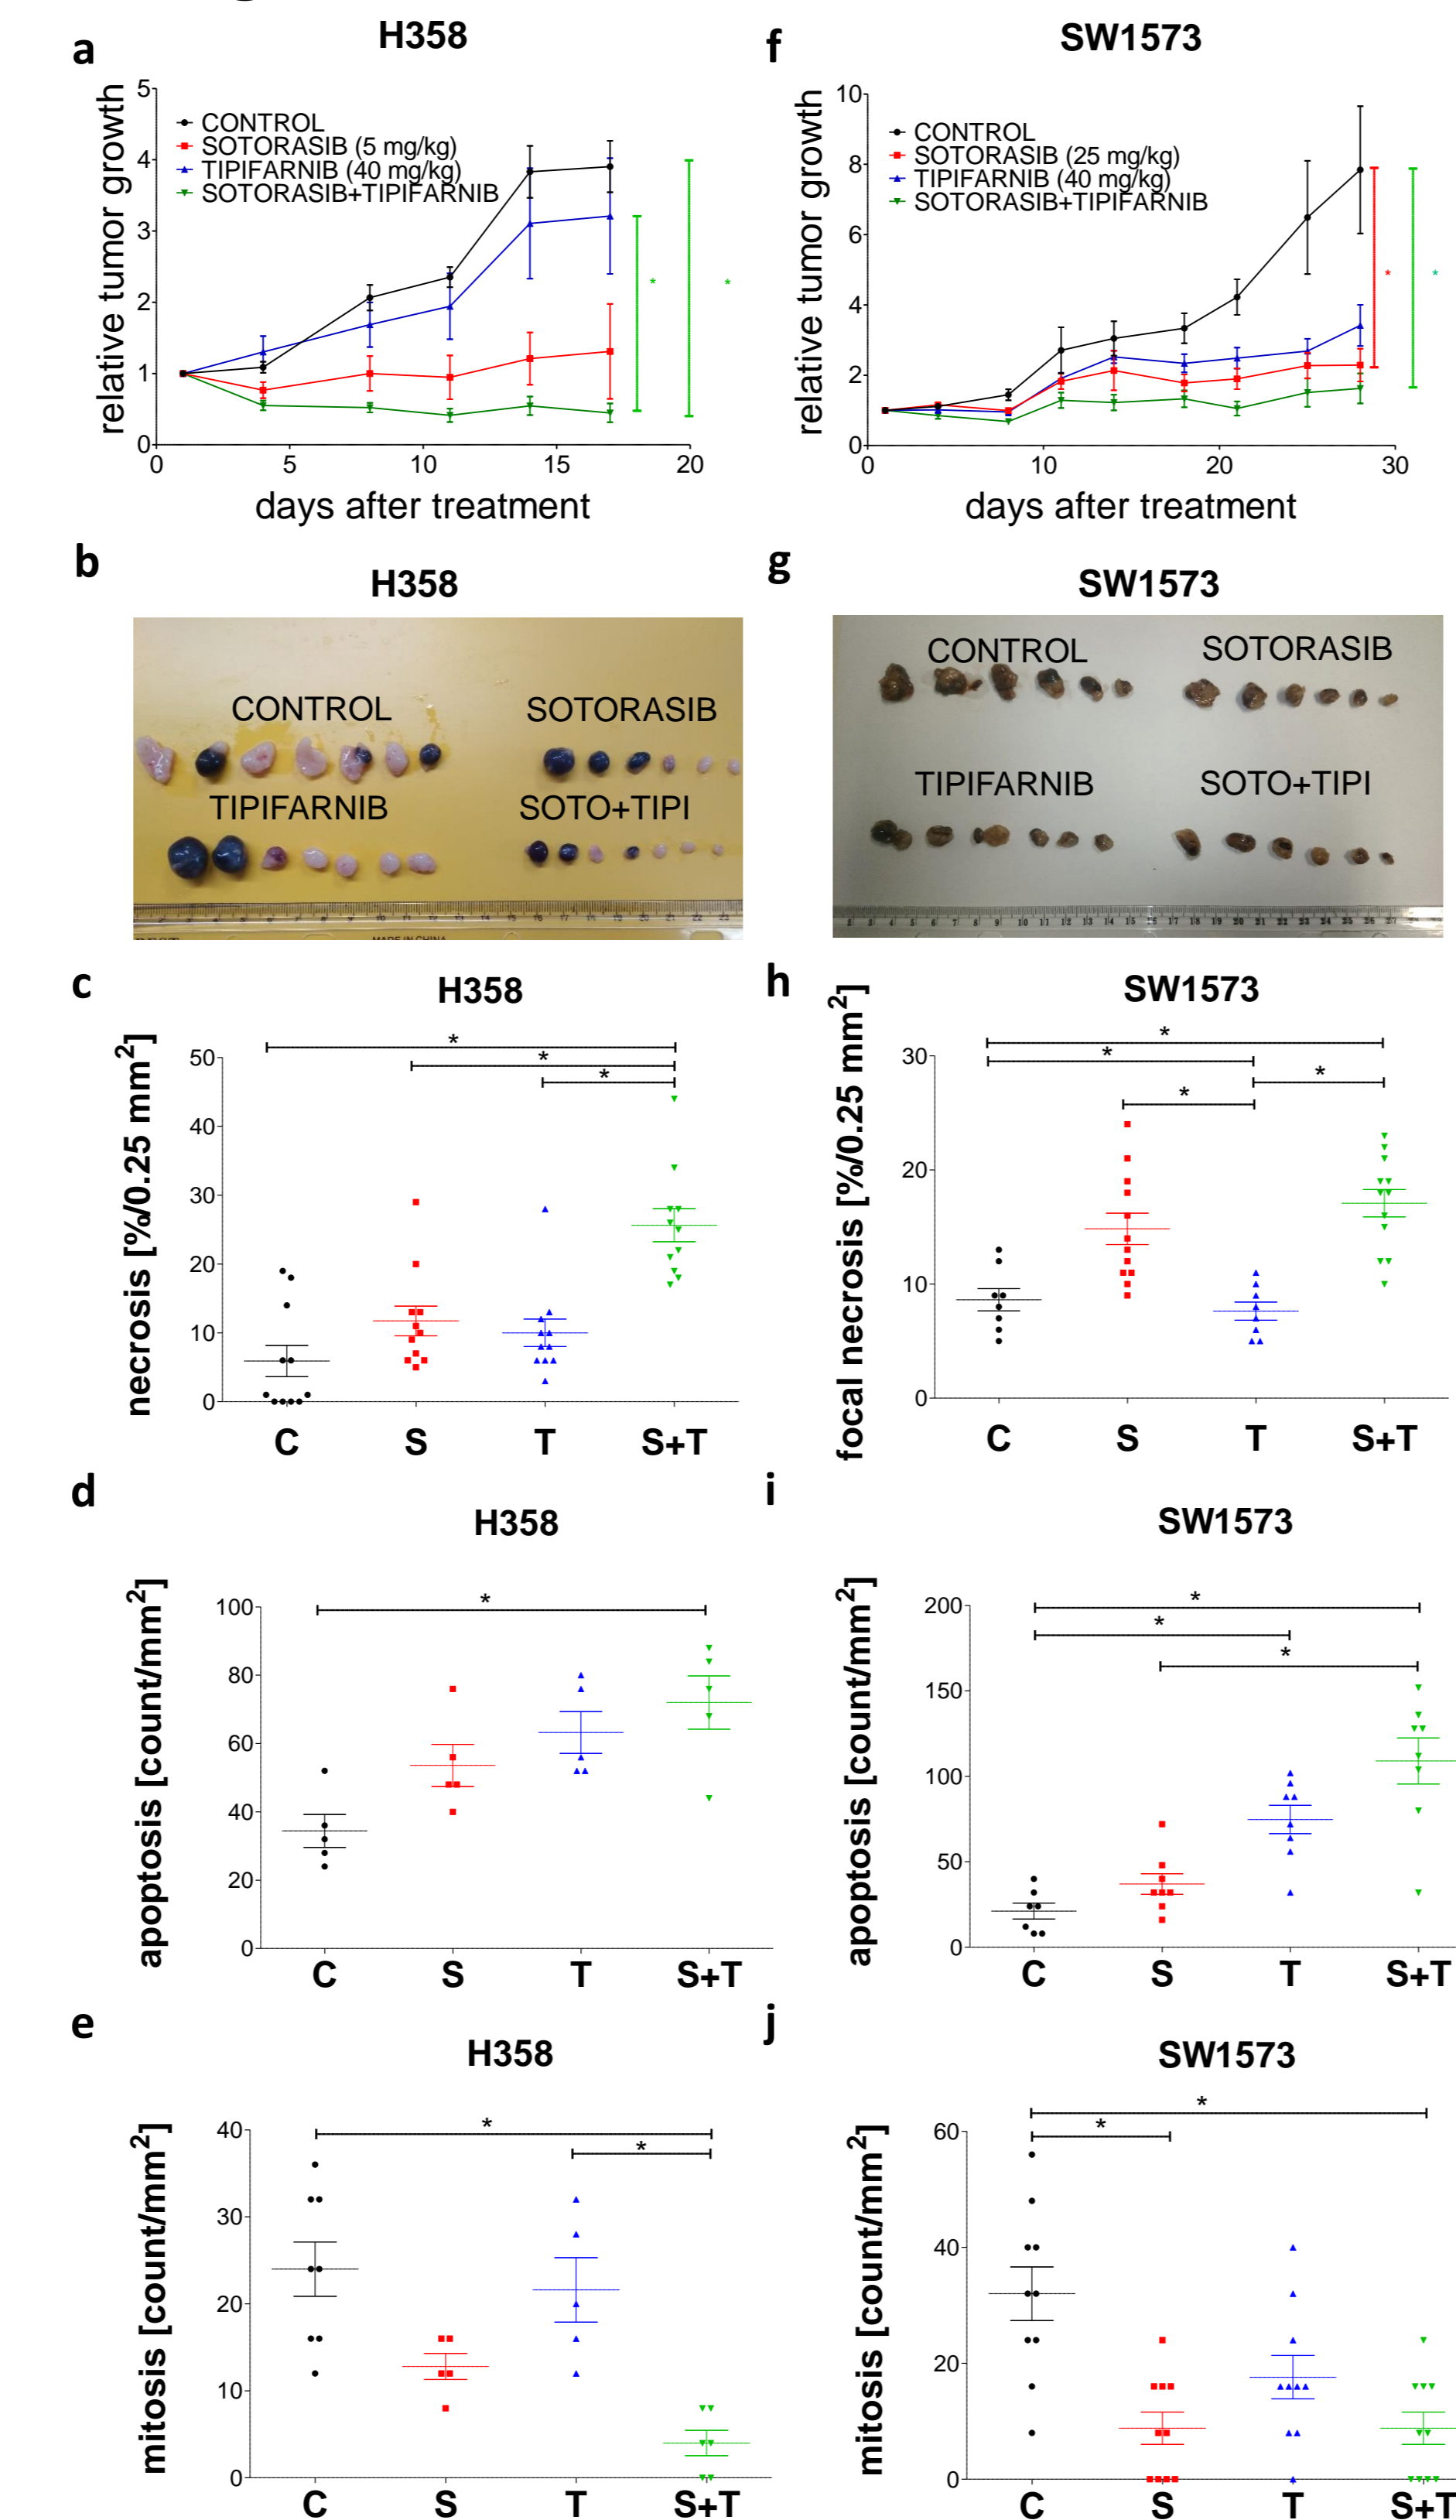 a
H358
relative tumor growth
5
4
3
2
1
0
CONTROL
SOTORASIB (5 mg/kg)
TIPIFARNIB (40 mg/kg)
SOTORASIB+TIPIFARNIB
*
*
0 5 10 15 20
days after treatment
f
SW1573
relative tumor growth
10
8
6
4
2
0
CONTROL
SOTORASIB (25 mg/kg)
TIPIFARNIB (40 mg/kg)
SOTORASIB+TIPIFARNIB
*
*
0 10 20 30
days after treatment
b
H358
CONTROL SOTORASIB
TIPIFARNIB SOTO+TIPI
g
SW1573
CONTROL SOTORASIB
TIPIFARNIB SOTO+TIPI
c
H358
necrosis [%/0.25 mm²]
*
*
*
50
40
30
20
10
0
C S T S+T
h
SW1573
focal necrosis [%/0.25 mm²]
*
*
*
*
30
20
10
0
C S T S+T
d
H358
apoptosis [count/mm²]
*
100
80
60
40
20
0
C S T S+T
i
SW1573
apoptosis [count/mm²]
*
*
*
200
150
100
50
0
C S T S+T
e
H358
mitosis [count/mm²]
*
*
40
30
20
10
0
C S T S+T
j
SW1573
mitosis [count/mm²]
*
*
60
40
20
0
C S T S+T